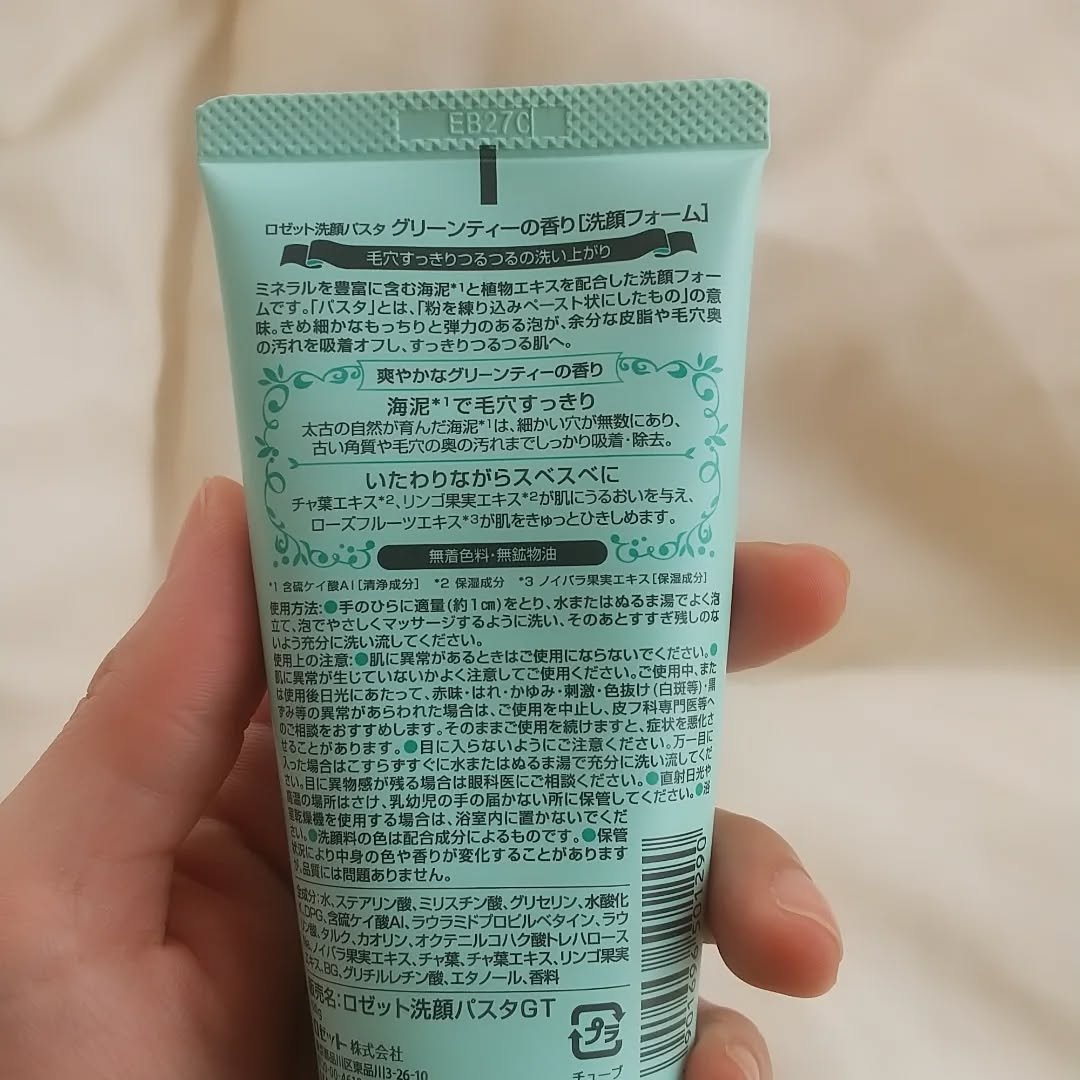 EB27C
ロゼット洗顔パスタ グリーンティーの香り[洗顔フォーム]
毛穴すっきりつるつるの洗い上がり
ミネラルを豊富に含む海泥*1と植物エキスを配合した洗顔フォー
ムです。「パスタ」とは、「粉を練り込みペースト状にしたもの」の意
味。きめ細かなもっちりと弾力のある泡が、余分な皮脂や毛穴奥
の汚れを吸着オフし、すっきりつるつる肌へ。
爽やかなグリーンティーの香り
海泥*1で毛穴すっきり
太古の自然が育んだ海泥*1は、細かい穴が無数にあり、
古い角質や毛穴の奥の汚れまでしっかり吸着・除去。
いたわりながらスベスベに
チャ葉エキス*2、リンゴ果実エキス*2が肌にうるおいを与え、
ローズフルーツエキス*3が肌をきゅっとひきしめます。
無着色料・無鉱物油
*1 含硫ケイ酸Al[清浄成分] *2 保湿成分 *3 ノイバラ果実エキス[保湿成分]
使用方法:●手のひらに適量(約1㎝)をとり、水またはぬるま湯でよく泡
立て、泡でやさしくマッサージするように洗い、そのあとすすぎ残しのな
いよう充分に洗い流してください。
使用上の注意:●肌に異常があるときはご使用にならないでください。●
肌に異常が生じていないかよく注意してご使用ください。ご使用中、また
は使用後日光にあたって、赤味・はれ・かゆみ・刺激・色抜け(白斑等)・黒
ずみ等の異常があらわれた場合は、ご使用を中止し、皮フ科専門医等へ
のご相談をおすすめします。そのままご使用を続けますと、症状を悪化さ
せることがあります。●目に入らないようにご注意ください。万一目に
入った場合はこすらずすぐに水またはぬるま湯で充分に洗い流してくだ
さい。目に異物感が残る場合は眼科医にご相談ください。●直射日光や
高温の場所はさけ、乳幼児の手の届かない所に保管してください。●浴
室乾燥機を使用する場合は、浴室内に置かないでくだ
さい。●洗顔料の色は配合成分によるものです。●保管
状況により中身の色や香りが変化することがあります
が、品質には問題ありません。
全成分:水、ステアリン酸、ミリスチン酸、グリセリン、水酸化
K、DPG、含硫ケイ酸Al、ラウラミドプロピルベタイン、ラウ
リン酸、タルク、カオリン、オクテニルコハク酸トレハロース
Na、ノイバラ果実エキス、チャ葉、チャ葉エキス、リンゴ果実
エキス、BG、グリチルレチン酸、エタノール、香料
販売名:ロゼット洗顔パスタGT
ロゼット株式会社
東京都品川区東品川3-26-10
プラ
チューブ